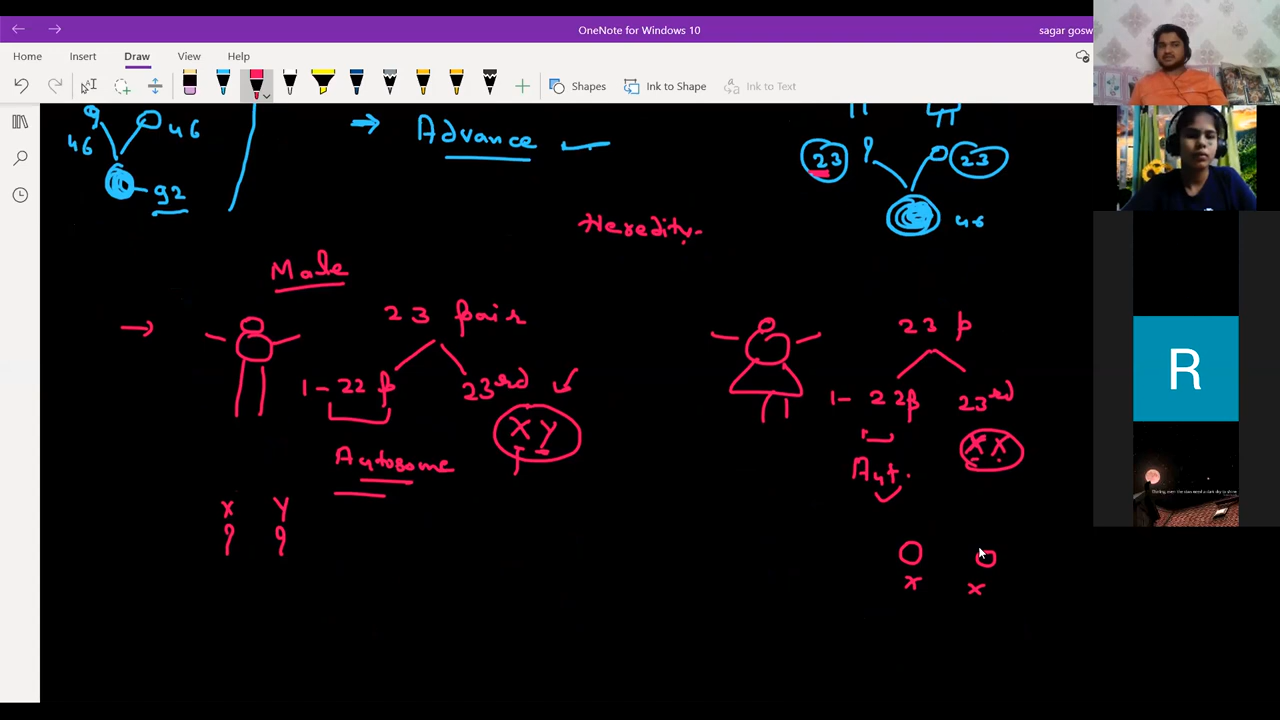 OneNote for Windows 10
sagar gosw
Home Insert Draw View Help
Shapes Ink to Shape Ink to Text
46 46
92
→ Advance
23 23
46
Heredity
Male
→ 23 pair
1-22 p 23rd
XY
Autosome
X Y
23 p
1- 22p 23rd
XX
Aut.
x x
R